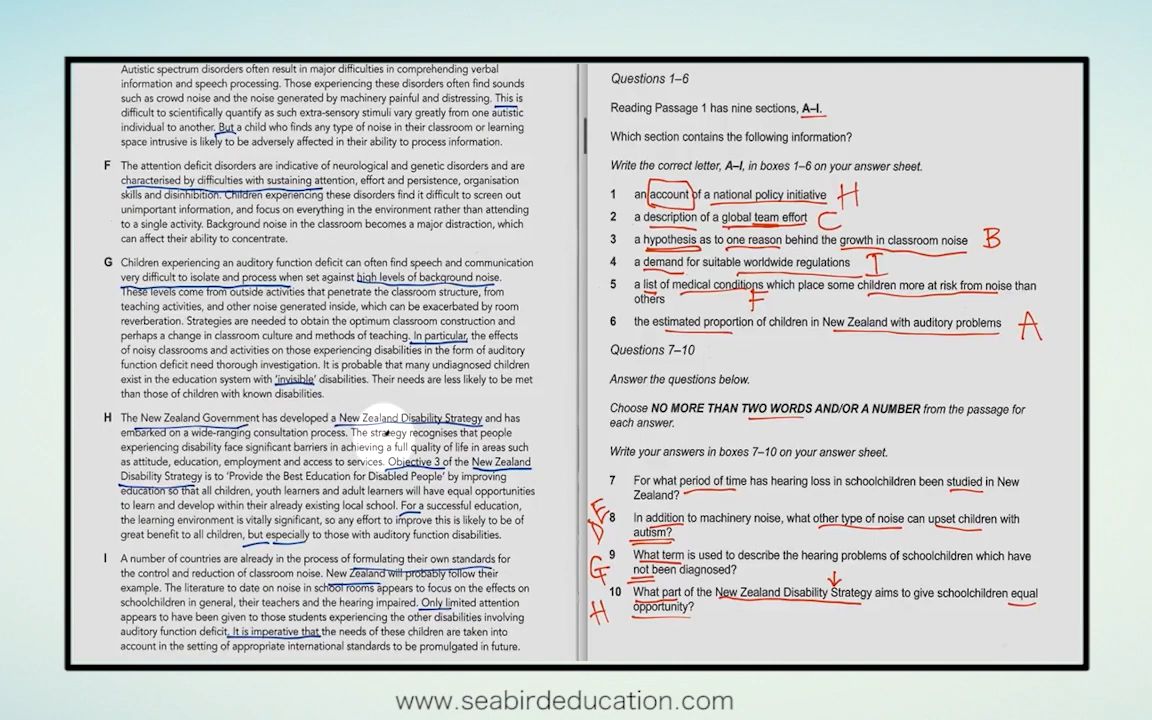 Autistic spectrum disorders often result in major difficulties in comprehending verbal
information and speech processing. Those experiencing these disorders often find sounds
such as crowd noise and the noise generated by machinery painful and distressing. This is
difficult to scientifically quantify as such extra-sensory stimuli vary greatly from one autistic
individual to another. But a child who finds any type of noise in their classroom or learning
space intrusive is likely to be adversely affected in their ability to process information.
F The attention deficit disorders are indicative of neurological and genetic disorders and are
characterised by difficulties with sustaining attention, effort and persistence, organisation
skills and disinhibition. Children experiencing these disorders find it difficult to screen out
unimportant information, and focus on everything in the environment rather than attending
to a single activity. Background noise in the classroom becomes a major distraction, which
can affect their ability to concentrate.
G Children experiencing an auditory function deficit can often find speech and communication
very difficult to isolate and process when set against high levels of background noise.
These levels come from outside activities that penetrate the classroom structure, from
teaching activities, and other noise generated inside, which can be exacerbated by room
reverberation. Strategies are needed to obtain the optimum classroom construction and
perhaps a change in classroom culture and methods of teaching. In particular, the effects
of noisy classrooms and activities on those experiencing disabilities in the form of auditory
function deficit need thorough investigation. It is probable that many undiagnosed children
exist in the education system with 'invisible' disabilities. Their needs are less likely to be met
than those of children with known disabilities.
H The New Zealand Government has developed a New Zealand Disability Strategy and has
embarked on a wide-ranging consultation process. The strategy recognises that people
experiencing disability face significant barriers in achieving a full quality of life in areas such
as attitude, education, employment and access to services. Objective 3 of the New Zealand
Disability Strategy is to 'Provide the Best Education for Disabled People' by improving
education so that all children, youth learners and adult learners will have equal opportunities
to learn and develop within their already existing local school. For a successful education,
the learning environment is vitally significant, so any effort to improve this is likely to be of
great benefit to all children, but especially to those with auditory function disabilities.
I A number of countries are already in the process of formulating their own standards for
the control and reduction of classroom noise. New Zealand will probably follow their
example. The literature to date on noise in school rooms appears to focus on the effects on
schoolchildren in general, their teachers and the hearing impaired. Only limited attention
appears to have been given to those students experiencing the other disabilities involving
auditory function deficit. It is imperative that the needs of these children are taken into
account in the setting of appropriate international standards to be promulgated in future.
Questions 1–6
Reading Passage 1 has nine sections, A–I.
Which section contains the following information?
Write the correct letter, A–I, in boxes 1–6 on your answer sheet.
1 an account of a national policy initiative H
2 a description of a global team effort C
3 a hypothesis as to one reason behind the growth in classroom noise B
4 a demand for suitable worldwide regulations I
5 a list of medical conditions which place some children more at risk from noise than
others F
6 the estimated proportion of children in New Zealand with auditory problems A
Questions 7–10
Answer the questions below.
Choose NO MORE THAN TWO WORDS AND/OR A NUMBER from the passage for
each answer.
Write your answers in boxes 7–10 on your answer sheet.
7 For what period of time has hearing loss in schoolchildren been studied in New
Zealand?
E
D
8 In addition to machinery noise, what other type of noise can upset children with
autism?
G
9 What term is used to describe the hearing problems of schoolchildren which have
not been diagnosed?
H
10 What part of the New Zealand Disability Strategy aims to give schoolchildren equal
opportunity?
www.seabirdeducation.com